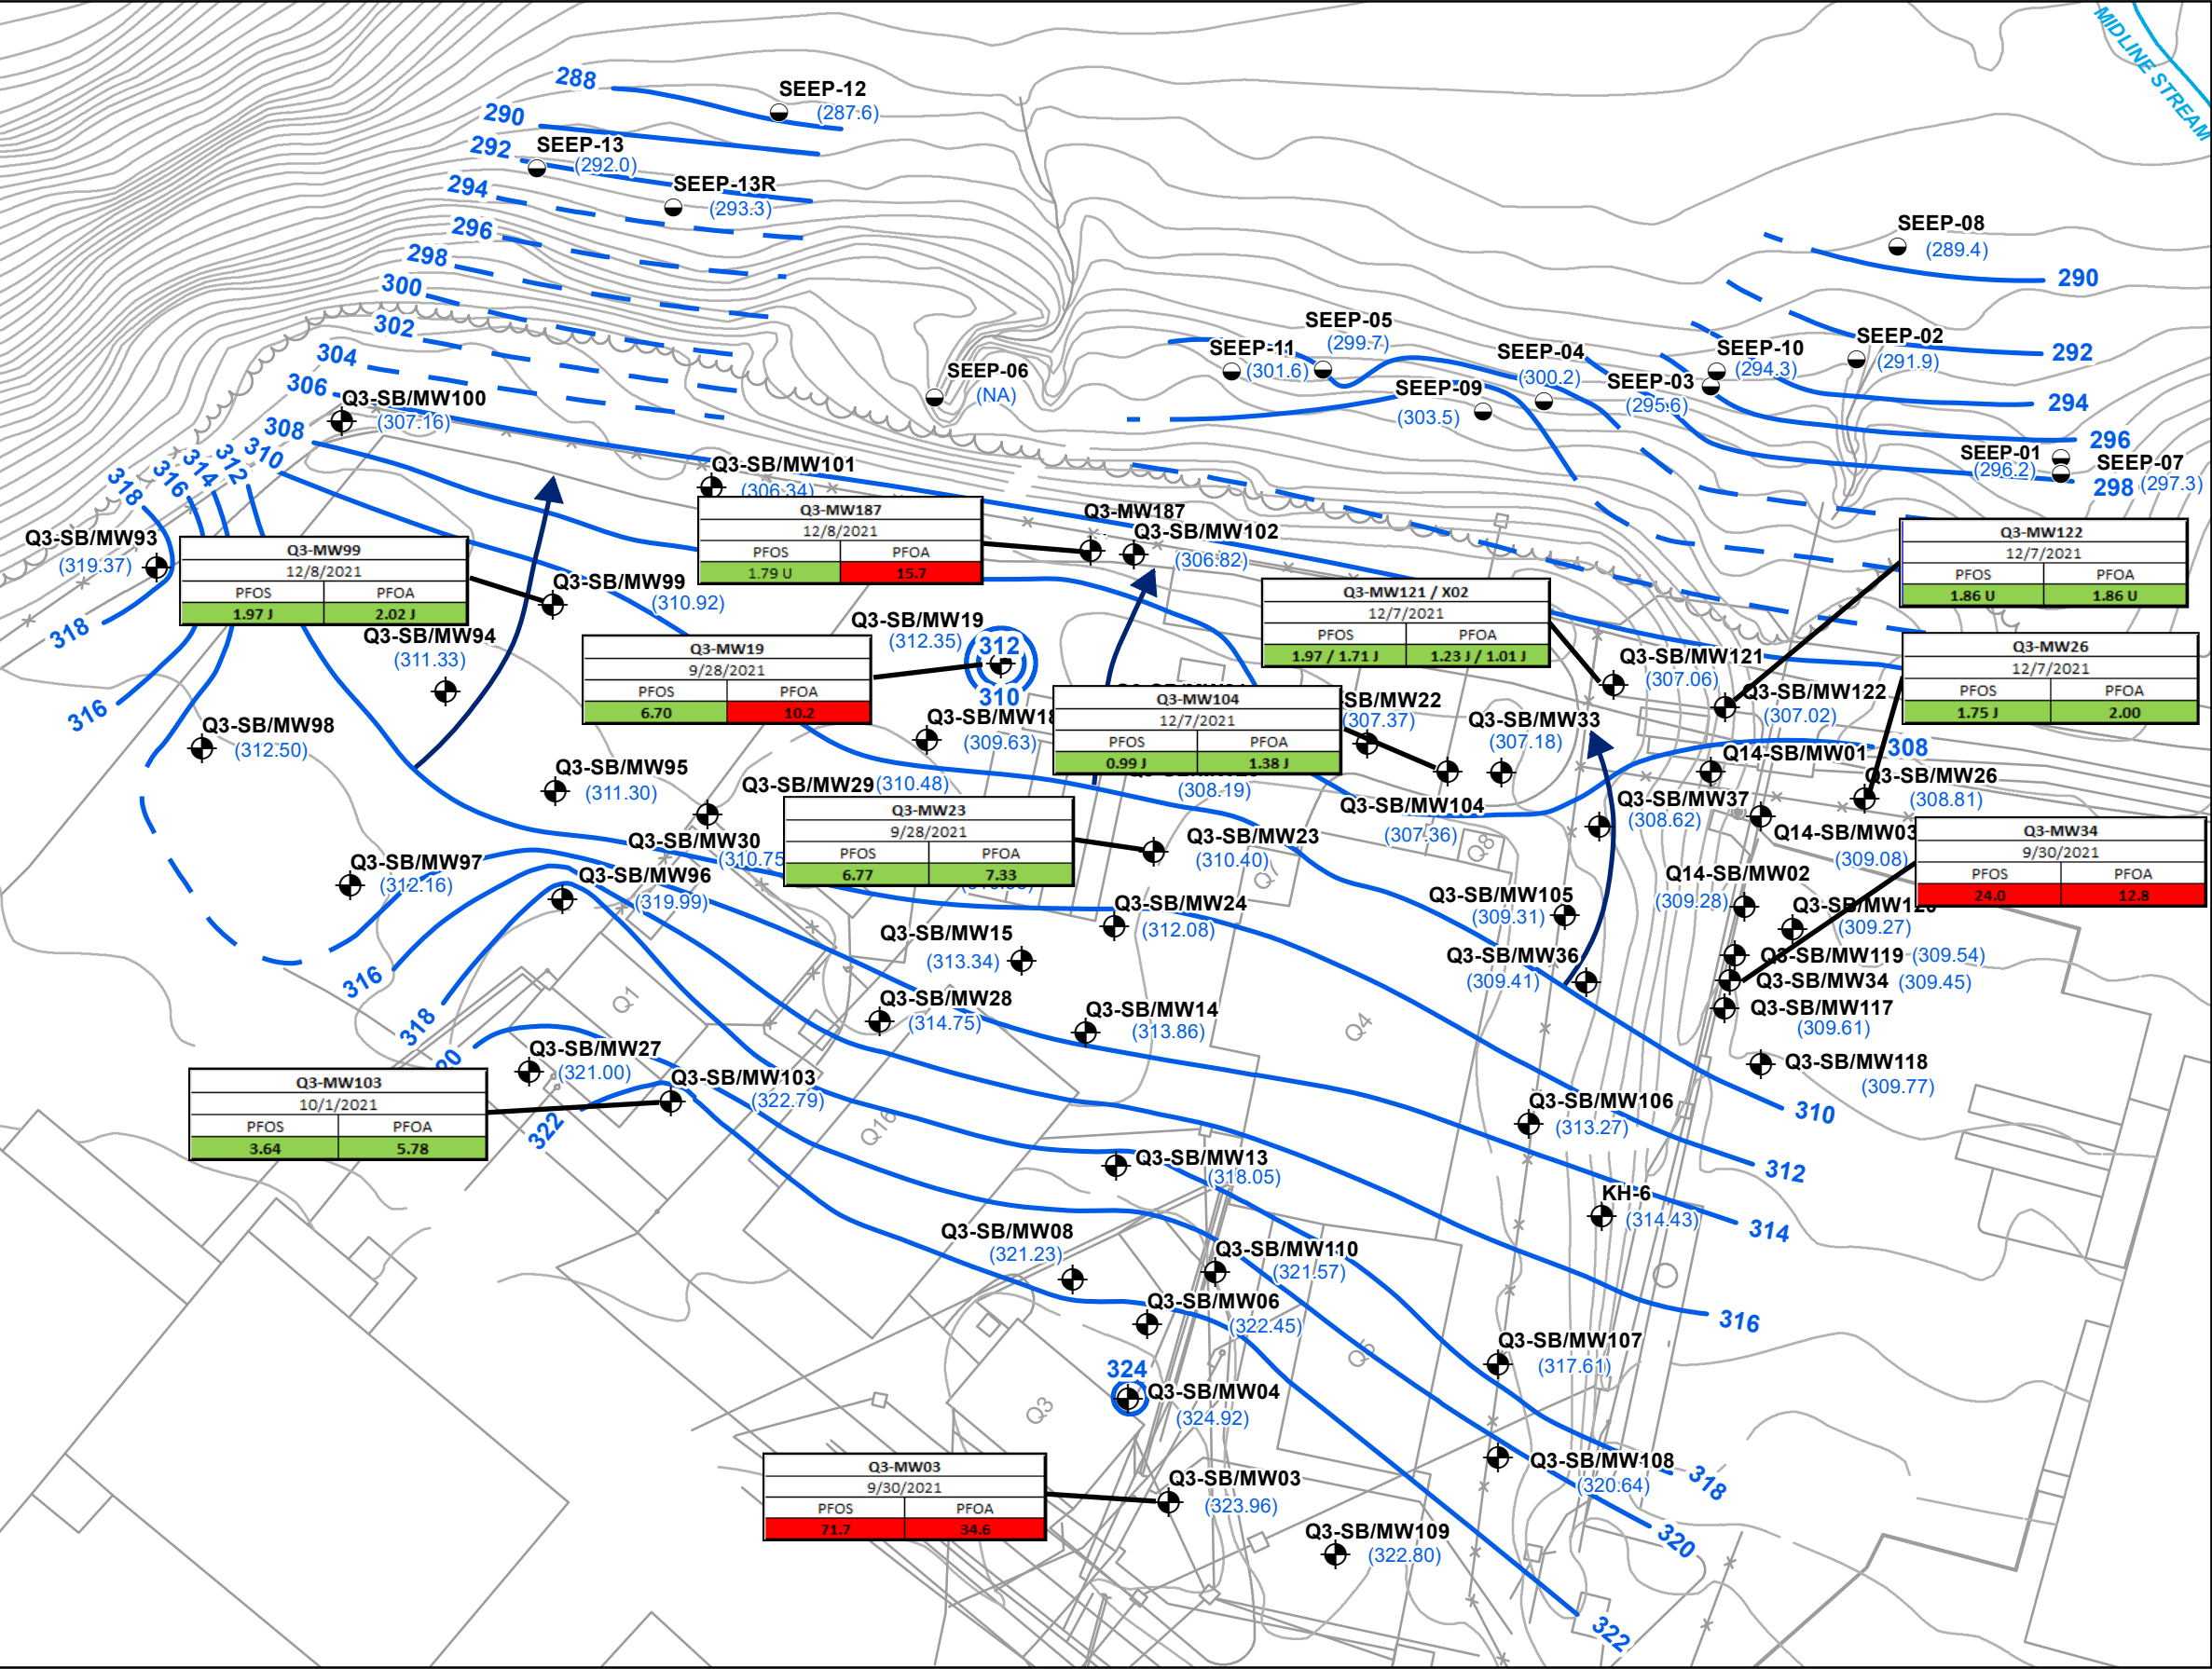 MIDLINE STREAM
288
SEEP-12
(287.6)
290
SEEP-13
(292.0)
292
SEEP-13R
(293.3)
294
296
298
300
302
304
306
308
310
312
314
316
318
SEEP-08
(289.4)
290
SEEP-05
(299.7)
SEEP-11
(301.6)
SEEP-04
(300.2)
SEEP-10
(294.3)
SEEP-02
(291.9)
292
SEEP-06
(NA)
SEEP-09
(303.5)
SEEP-03
(295.6)
294
296
SEEP-01
(296.2)
SEEP-07
(297.3)
298
Q3-SB/MW100
(307.16)
Q3-SB/MW101
(306.34)
Q3-MW187
12/8/2021
PFOS PFOA
1.79 U 15.7
Q3-MW187
Q3-SB/MW102
(306.82)
Q3-MW122
12/7/2021
PFOS PFOA
1.86 U 1.86 U
Q3-SB/MW93
(319.37)
Q3-MW99
12/8/2021
PFOS PFOA
1.97 J 2.02 J
Q3-SB/MW99
(310.92)
318
Q3-SB/MW94
(311.33)
Q3-SB/MW19
(312.35)
312
310
Q3-MW19
9/28/2021
PFOS PFOA
6.70 10.2
Q3-MW121 / X02
12/7/2021
PFOS PFOA
1.97 / 1.71 J 1.23 J / 1.01 J
Q3-SB/MW121
(307.06)
Q3-SB/MW122
(307.02)
Q3-MW26
12/7/2021
PFOS PFOA
1.75 J 2.00
316
Q3-SB/MW98
(312.50)
Q3-SB/MW18
(309.63)
Q3-MW104
12/7/2021
PFOS PFOA
0.99 J 1.38 J
SB/MW22
(307.37)
Q3-SB/MW33
(307.18)
308
Q14-SB/MW01
Q3-SB/MW26
(308.81)
Q3-SB/MW95
(311.30)
Q3-SB/MW29 (310.48)
(308.19)
Q3-SB/MW104
(307.36)
Q3-SB/MW37
(308.62)
Q14-SB/MW03
(309.08)
Q3-MW23
9/28/2021
PFOS PFOA
6.77 7.33
Q3-SB/MW23
(310.40)
Q8
Q7
Q3-MW34
9/30/2021
PFOS PFOA
24.0 12.8
Q3-SB/MW30
(310.75
Q3-SB/MW97
(312.16)
Q3-SB/MW96
(319.99)
Q3-SB/MW24
(312.08)
Q3-SB/MW105
(309.31)
Q14-SB/MW02
(309.28)
(309.27)
Q3-SB/MW15
(313.34)
Q3-SB/MW36
(309.41)
Q3-SB/MW119 (309.54)
Q3-SB/MW34 (309.45)
316
318
Q1
Q3-SB/MW28
(314.75)
Q3-SB/MW14
(313.86)
Q4
Q3-SB/MW117
(309.61)
20
Q3-SB/MW27
(321.00)
Q3-SB/MW118
(309.77)
Q3-MW103
10/1/2021
PFOS PFOA
3.64 5.78
Q3-SB/MW103
(322.79)
322
Q16
Q3-SB/MW106
(313.27)
310
312
Q3-SB/MW13
(318.05)
KH-6
(314.43)
314
Q3-SB/MW08
(321.23)
Q3-SB/MW110
(321.57)
Q3-SB/MW06
(322.45)
316
Q5
Q3-SB/MW107
(317.61)
324
Q3-SB/MW04
(324.92)
Q3
Q3-MW03
9/30/2021
PFOS PFOA
71.7 34.6
Q3-SB/MW03
(323.96)
Q3-SB/MW108
(320.64)
318
Q3-SB/MW109
(322.80)
320
322